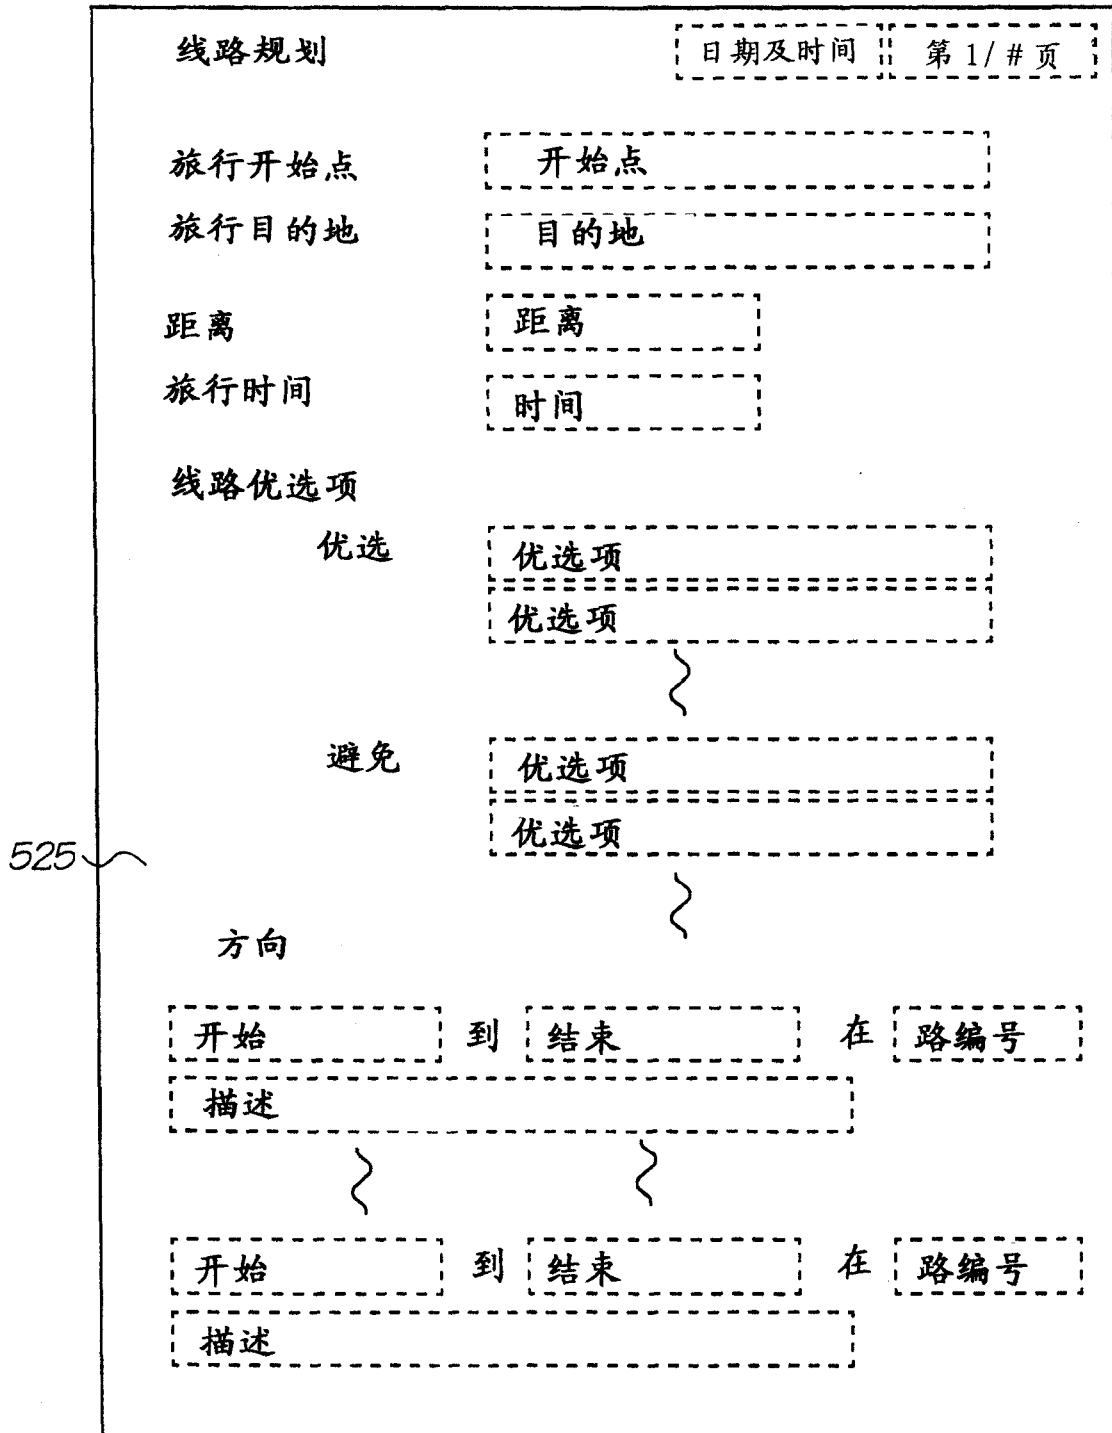 线路规划 日期及时间 第1/#页
旅行开始点 开始点
旅行目的地 目的地
距离 距离
旅行时间 时间
线路优选项
优选 优选项
优选项
避免 优选项
优选项
525
方向
开始 到 结束 在 路编号
描述
开始 到 结束 在 路编号
描述